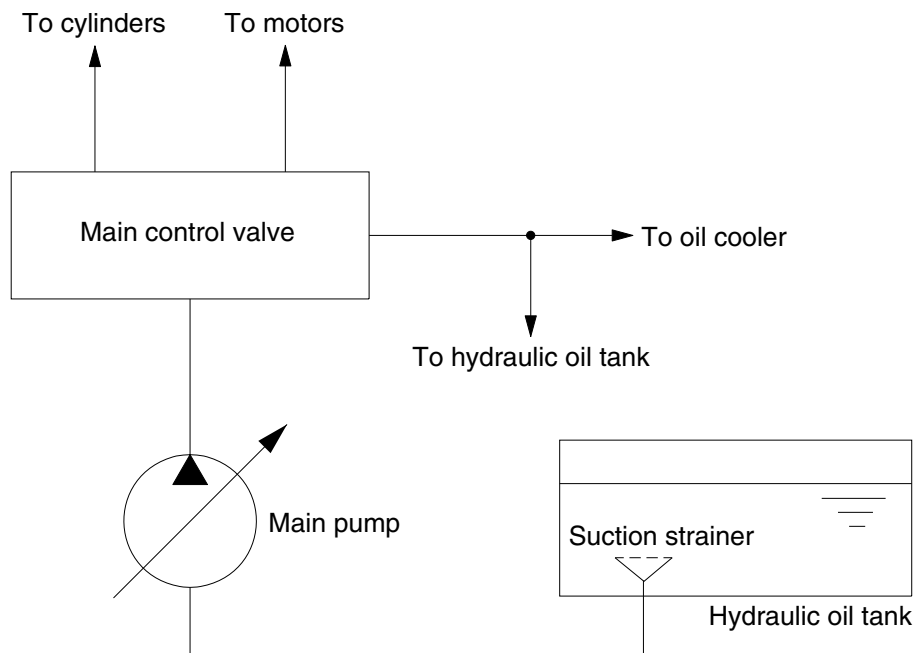 To cylinders
To motors
Main control valve
To oil cooler
To hydraulic oil tank
Main pump
Suction strainer
Hydraulic oil tank